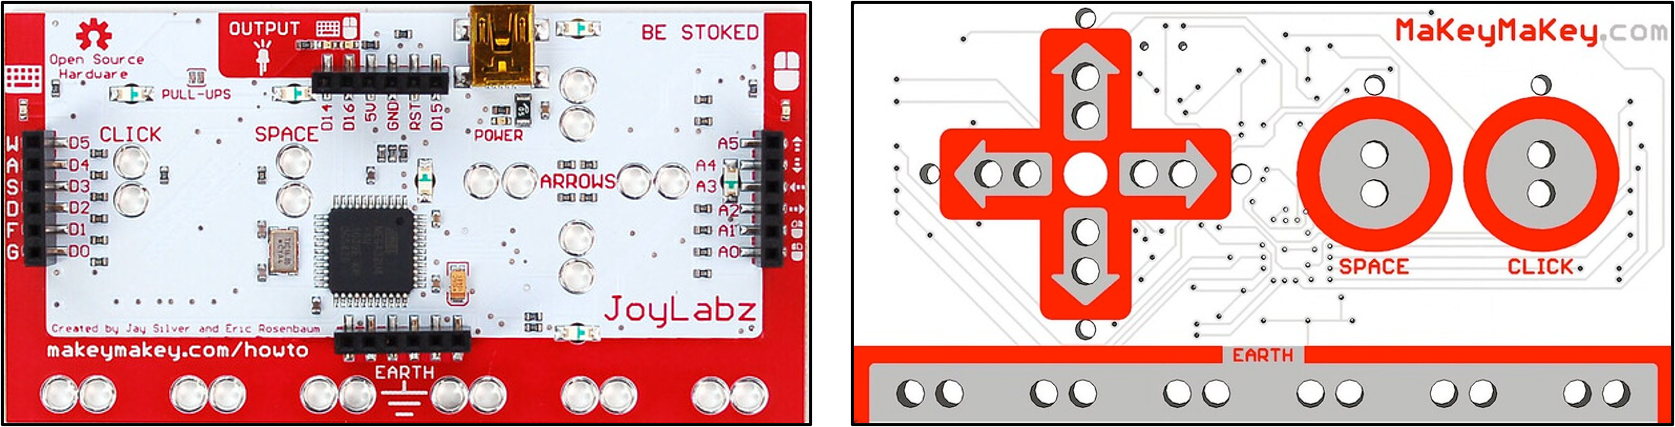 Open Source
Hardware
OUTPUT
BE STOKED
PULL-UPS
D14
D16
5V
GND
RST
D15
POWER
CLICK
SPACE
W D5
A D4
S D3
D D2
F D1
G D0
ARROWS
A5
A4
A3
A2
A1
A0
JoyLabz
Created by Jay Silver and Eric Rosenbaum
makeymakey.com/howto
EARTH
MaKeyMaKey.com
SPACE
CLICK
EARTH